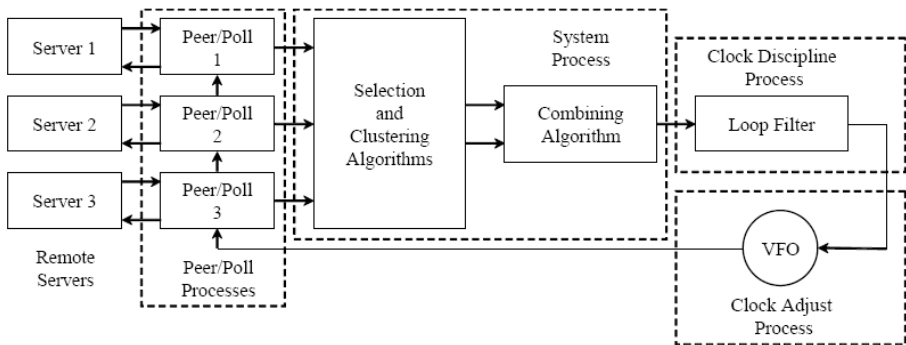 Server 1
Server 2
Server 3
Remote
Servers
Peer/Poll
1
Peer/Poll
2
Peer/Poll
3
Peer/Poll
Processes
Selection
and
Clustering
Algorithms
System
Process
Combining
Algorithm
Clock Discipline
Process
Loop Filter
VFO
Clock Adjust
Process